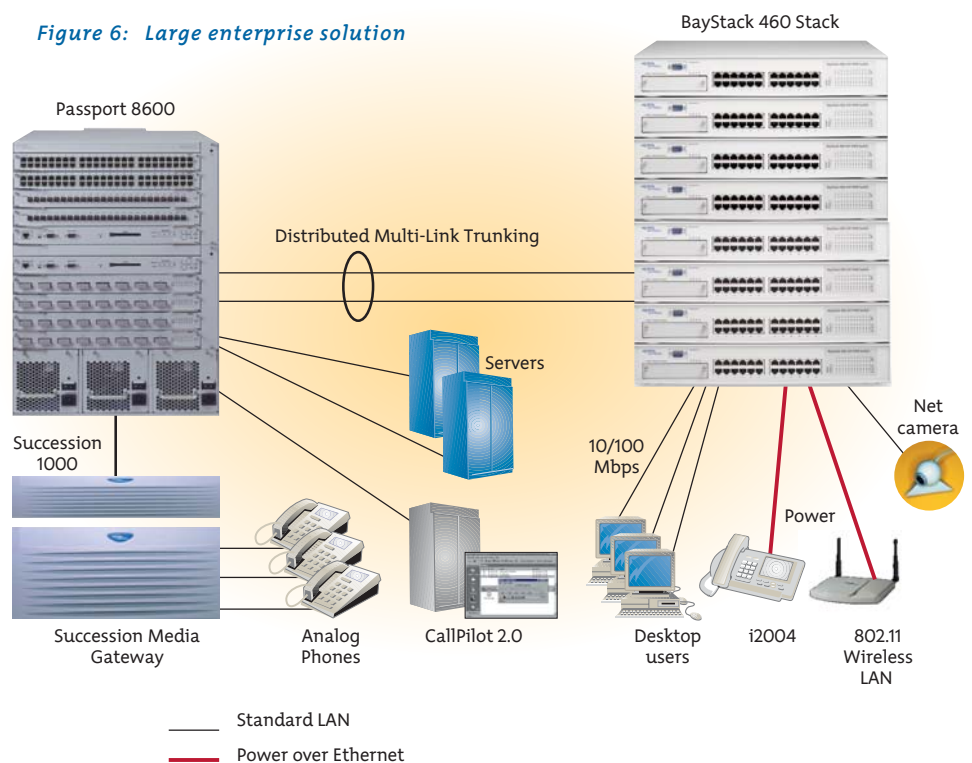 Figure 6: Large enterprise solution
BayStack 460 Stack
Passport 8600
Distributed Multi-Link Trunking
Servers
Net
camera
Succession
1000
10/100
Mbps
Power
Succession Media
Gateway
Analog
Phones
CallPilot 2.0
Desktop
users
i2004
802.11
Wireless
LAN
Standard LAN
Power over Ethernet